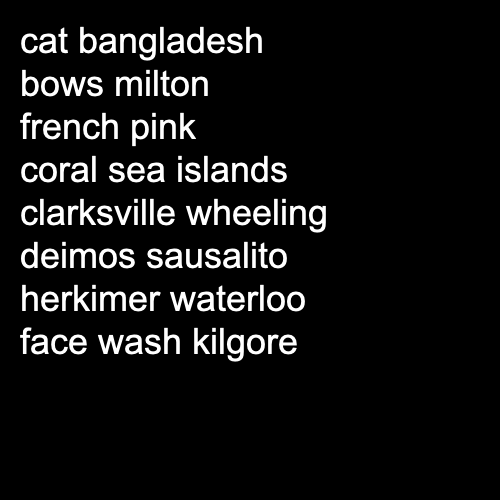 cat bangladesh
bows milton
french pink
coral sea islands
clarksville wheeling
deimos sausalito
herkimer waterloo
face wash kilgore